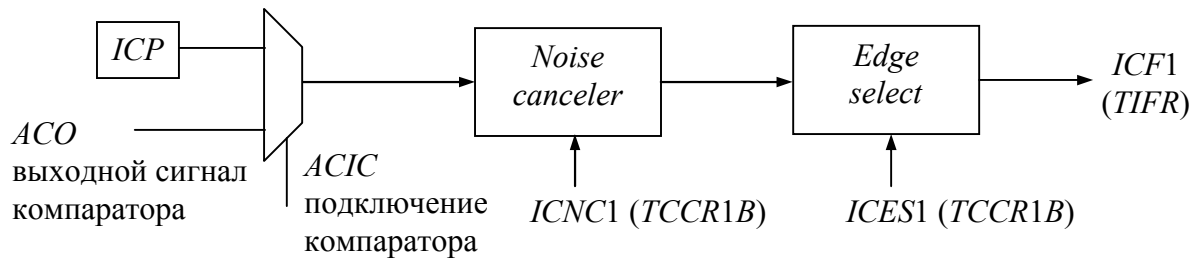 ICP
Noise
canceler
Edge
select
ICF1
(TIFR)
ACO
выходной сигнал
компаратора
ACIC
подключение
компаратора
ICNC1 (TCCR1B)
ICES1 (TCCR1B)